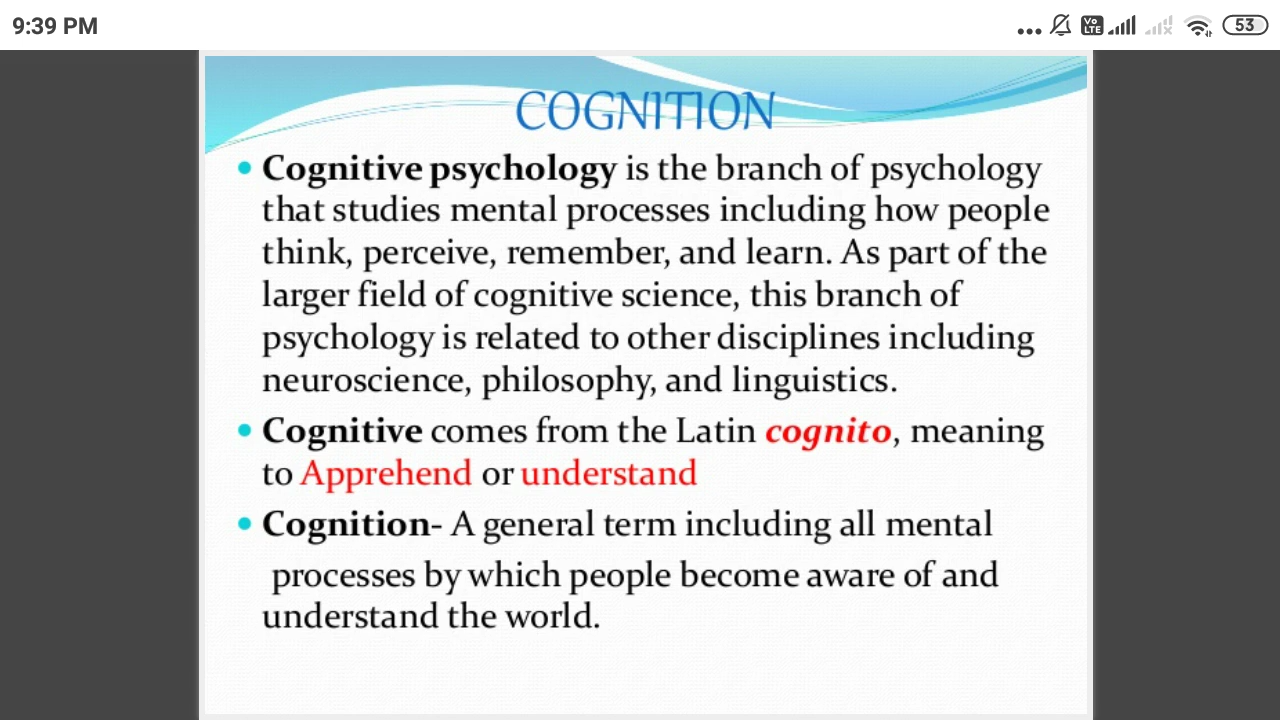 9:39 PM
Vo LTE
53
COGNITION
Cognitive psychology is the branch of psychology
that studies mental processes including how people
think, perceive, remember, and learn. As part of the
larger field of cognitive science, this branch of
psychology is related to other disciplines including
neuroscience, philosophy, and linguistics.
Cognitive comes from the Latin cognito, meaning
to Apprehend or understand
Cognition- A general term including all mental
processes by which people become aware of and
understand the world.